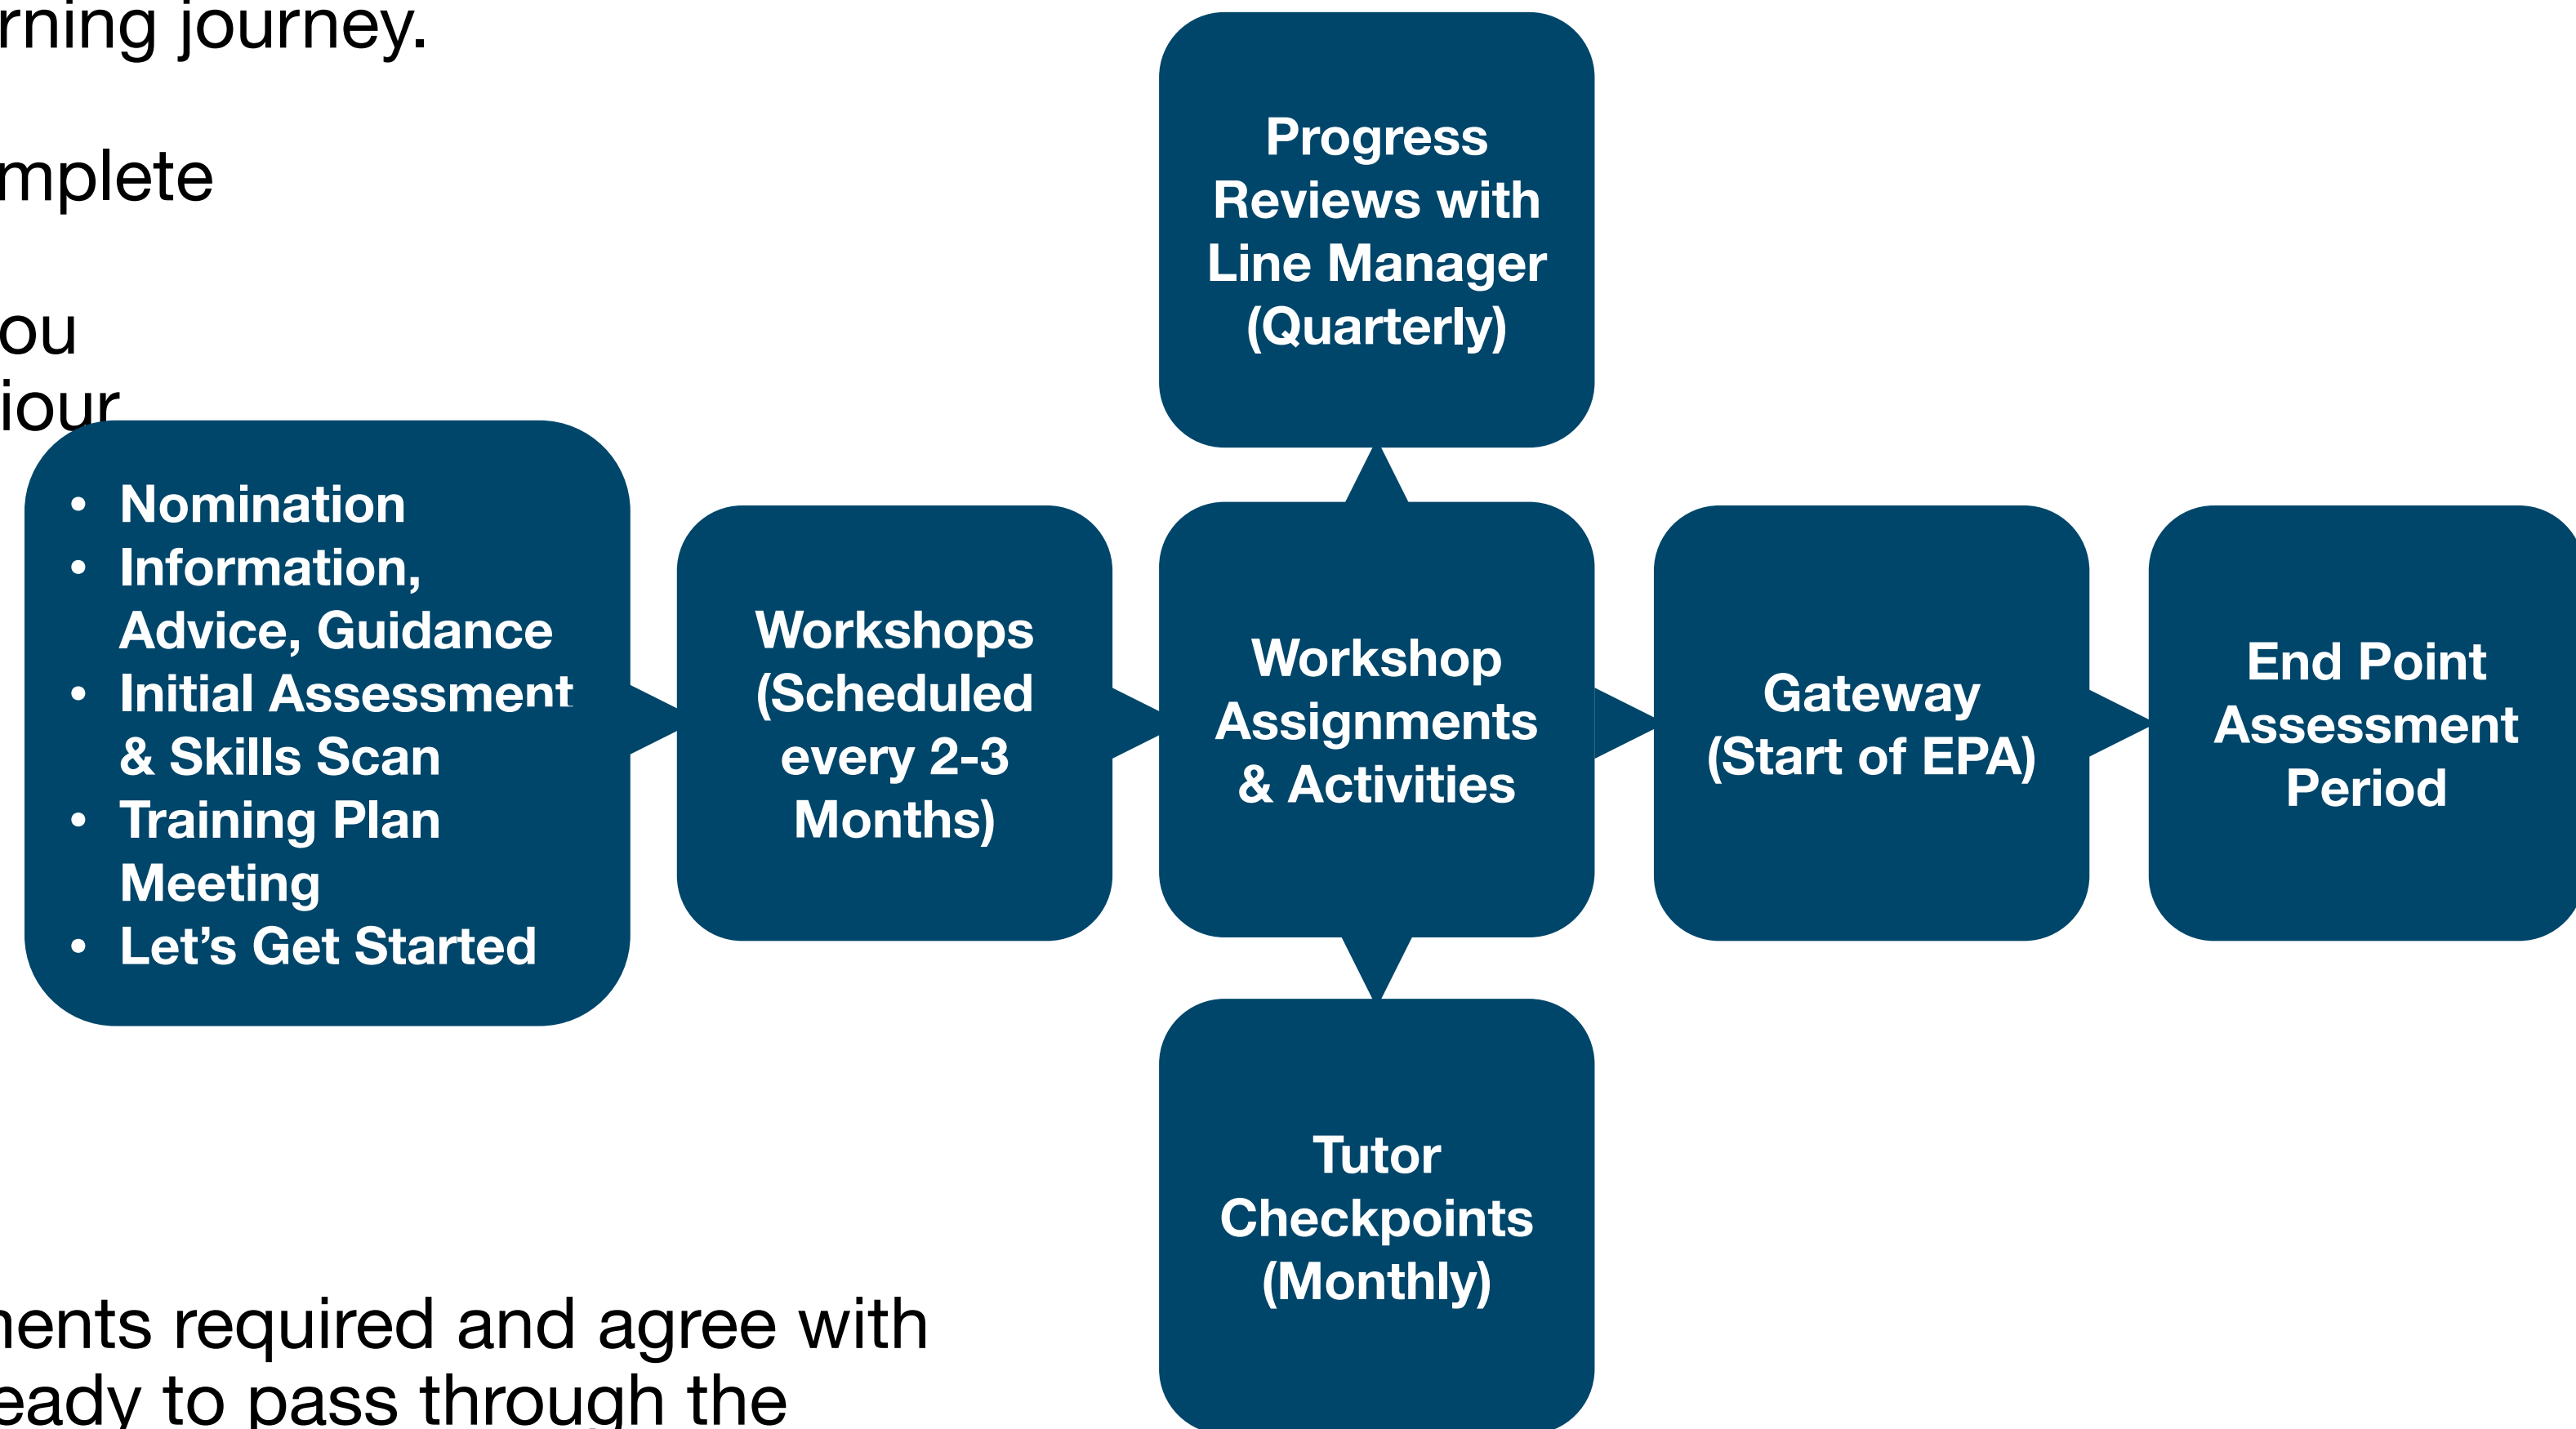 rning journey.
mplete
ou
iour
Progress
Reviews with
Line Manager
(Quarterly)
• Nomination
• Information,
Advice, Guidance
• Initial Assessment
& Skills Scan
• Training Plan
Meeting
• Let’s Get Started
Workshops
(Scheduled
every 2-3
Months)
Workshop
Assignments
& Activities
Gateway
(Start of EPA)
End Point
Assessment
Period
Tutor
Checkpoints
(Monthly)
nents required and agree with
eady to pass through the